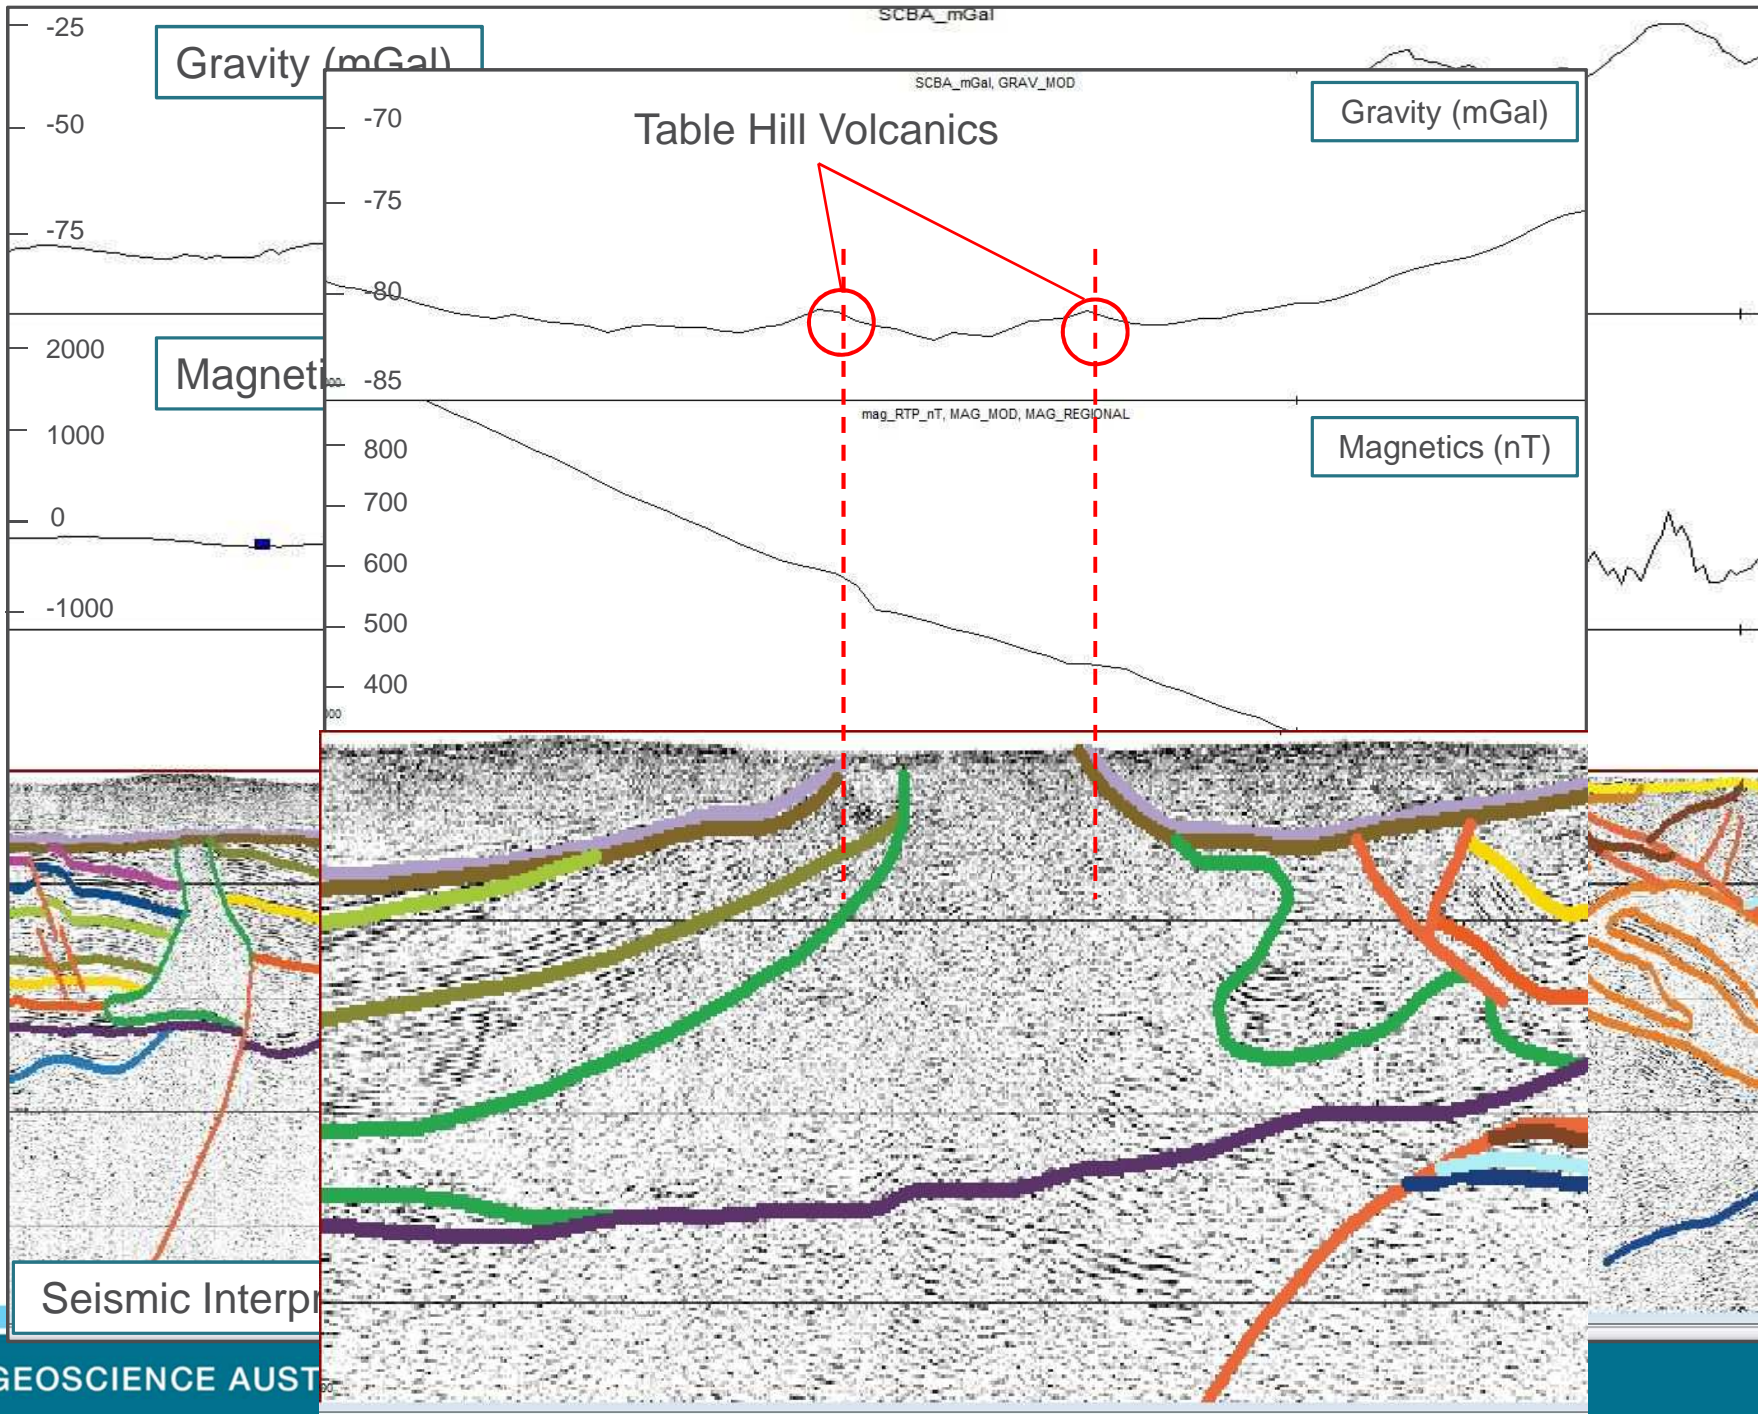 SCBA_mGal
-25
Gravity (mGal)
-50
-75
2000
Magneti
1000
0
-1000
SCBA_mGal, GRAV_MOD
Gravity (mGal)
Table Hill Volcanics
-70
-75
-80
-85
mag_RTP_nT, MAG_MOD, MAG_REGIONAL
Magnetics (nT)
800
700
600
500
400
Seismic Interpr
GEOSCIENCE AUST